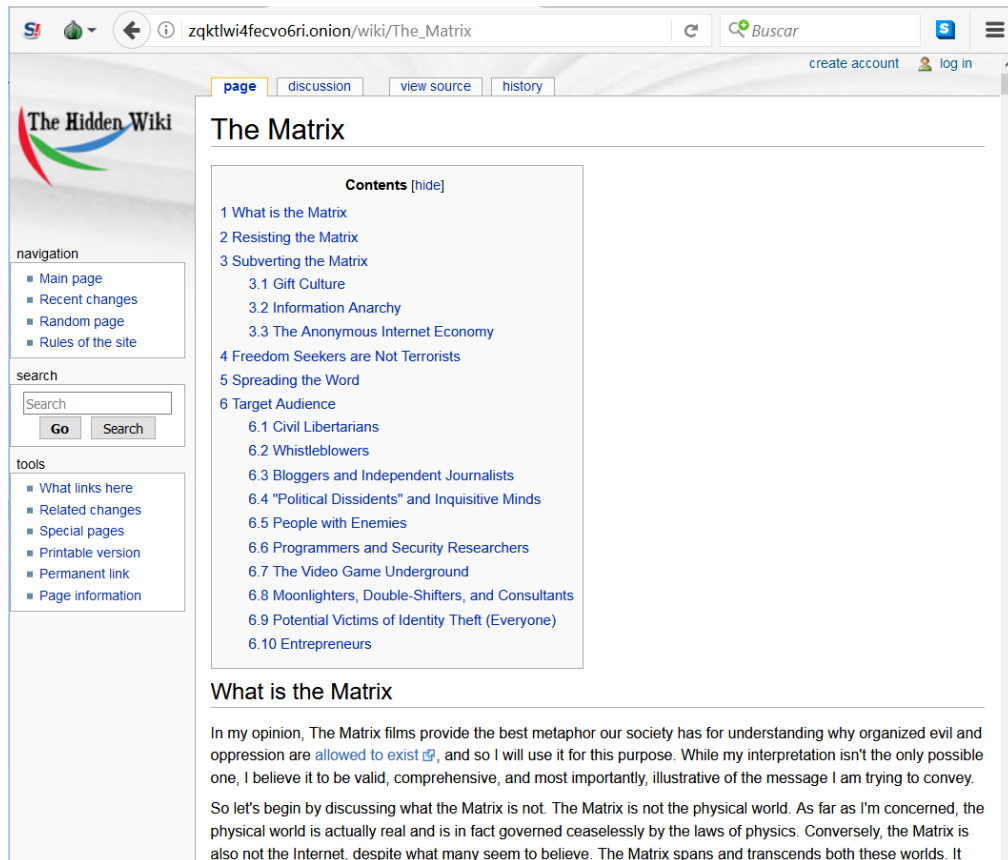 S!
zqktlwi4fecvo6ri.onion/wiki/The_Matrix
Buscar
S
create account log in
page discussion view source history
The Hidden Wiki
The Matrix
Contents [hide]
1 What is the Matrix
2 Resisting the Matrix
3 Subverting the Matrix
3.1 Gift Culture
3.2 Information Anarchy
3.3 The Anonymous Internet Economy
4 Freedom Seekers are Not Terrorists
5 Spreading the Word
6 Target Audience
6.1 Civil Libertarians
6.2 Whistleblowers
6.3 Bloggers and Independent Journalists
6.4 "Political Dissidents" and Inquisitive Minds
6.5 People with Enemies
6.6 Programmers and Security Researchers
6.7 The Video Game Underground
6.8 Moonlighters, Double-Shifters, and Consultants
6.9 Potential Victims of Identity Theft (Everyone)
6.10 Entrepreneurs
navigation
Main page
Recent changes
Random page
Rules of the site
search
Search
Go Search
tools
What links here
Related changes
Special pages
Printable version
Permanent link
Page information
What is the Matrix
In my opinion, The Matrix films provide the best metaphor our society has for understanding why organized evil and
oppression are allowed to exist, and so I will use it for this purpose. While my interpretation isn't the only possible
one, I believe it to be valid, comprehensive, and most importantly, illustrative of the message I am trying to convey.
So let's begin by discussing what the Matrix is not. The Matrix is not the physical world. As far as I'm concerned, the
physical world is actually real and is in fact governed ceaselessly by the laws of physics. Conversely, the Matrix is
also not the Internet, despite what many seem to believe. The Matrix spans and transcends both these worlds. It